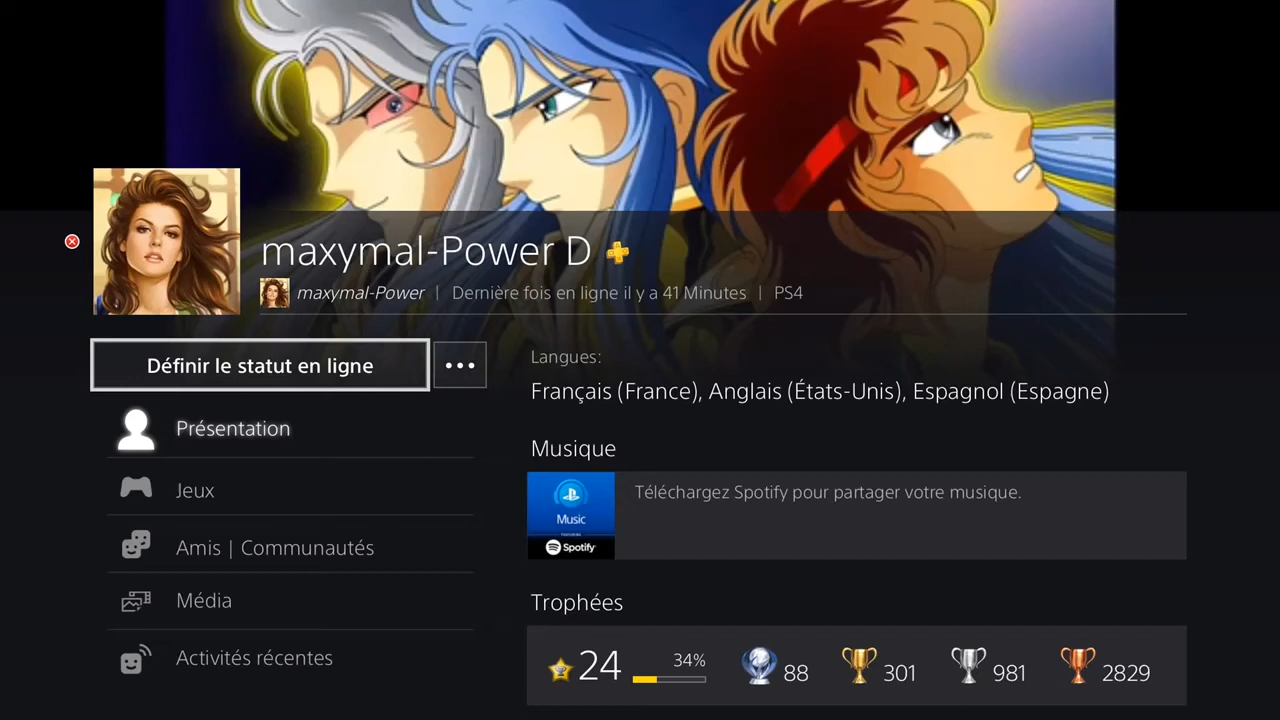 maxymal-Power D
maxymal-Power | Dernière fois en ligne il y a 41 Minutes | PS4
Définir le statut en ligne
•••
Langues:
Français (France), Anglais (États-Unis), Espagnol (Espagne)
Présentation
Musique
Jeux
Téléchargez Spotify pour partager votre musique.
Music
Spotify
Amis | Communautés
Média
Trophées
Activités récentes
24 34% 88 301 981 2829